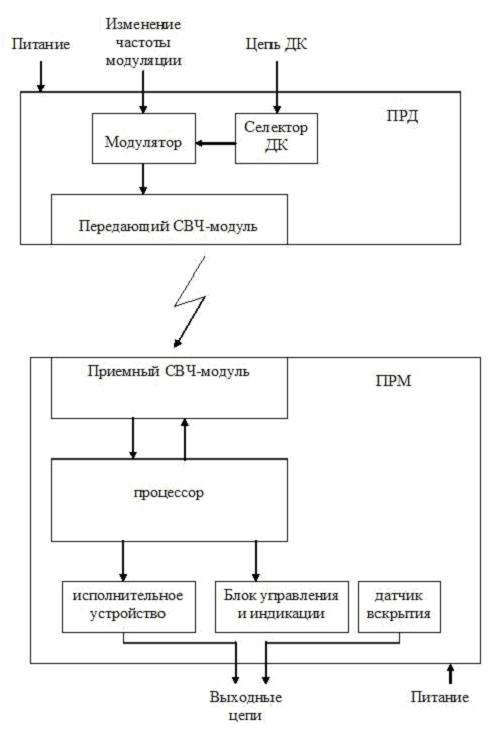 Питание
Изменение
частоты
модуляции
Цепь ДК
ПРД
Модулятор
Селектор
ДК
Передающий СВЧ-модуль
Приемный СВЧ-модуль
ПРМ
процессор
исполнительное
устройство
Блок управления
и индикации
датчик
вскрытия
Выходные
цепи
Питание